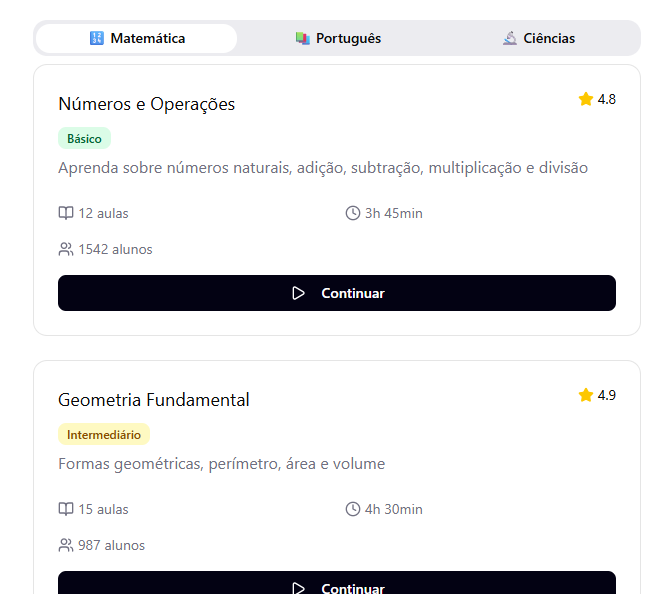 Matemática Português Ciências
Números e Operações 4.8
Básico
Aprenda sobre números naturais, adição, subtração, multiplicação e divisão
12 aulas 3h 45min
1542 alunos
Continuar
Geometria Fundamental 4.9
Intermediário
Formas geométricas, perímetro, área e volume
15 aulas 4h 30min
987 alunos
Continuar